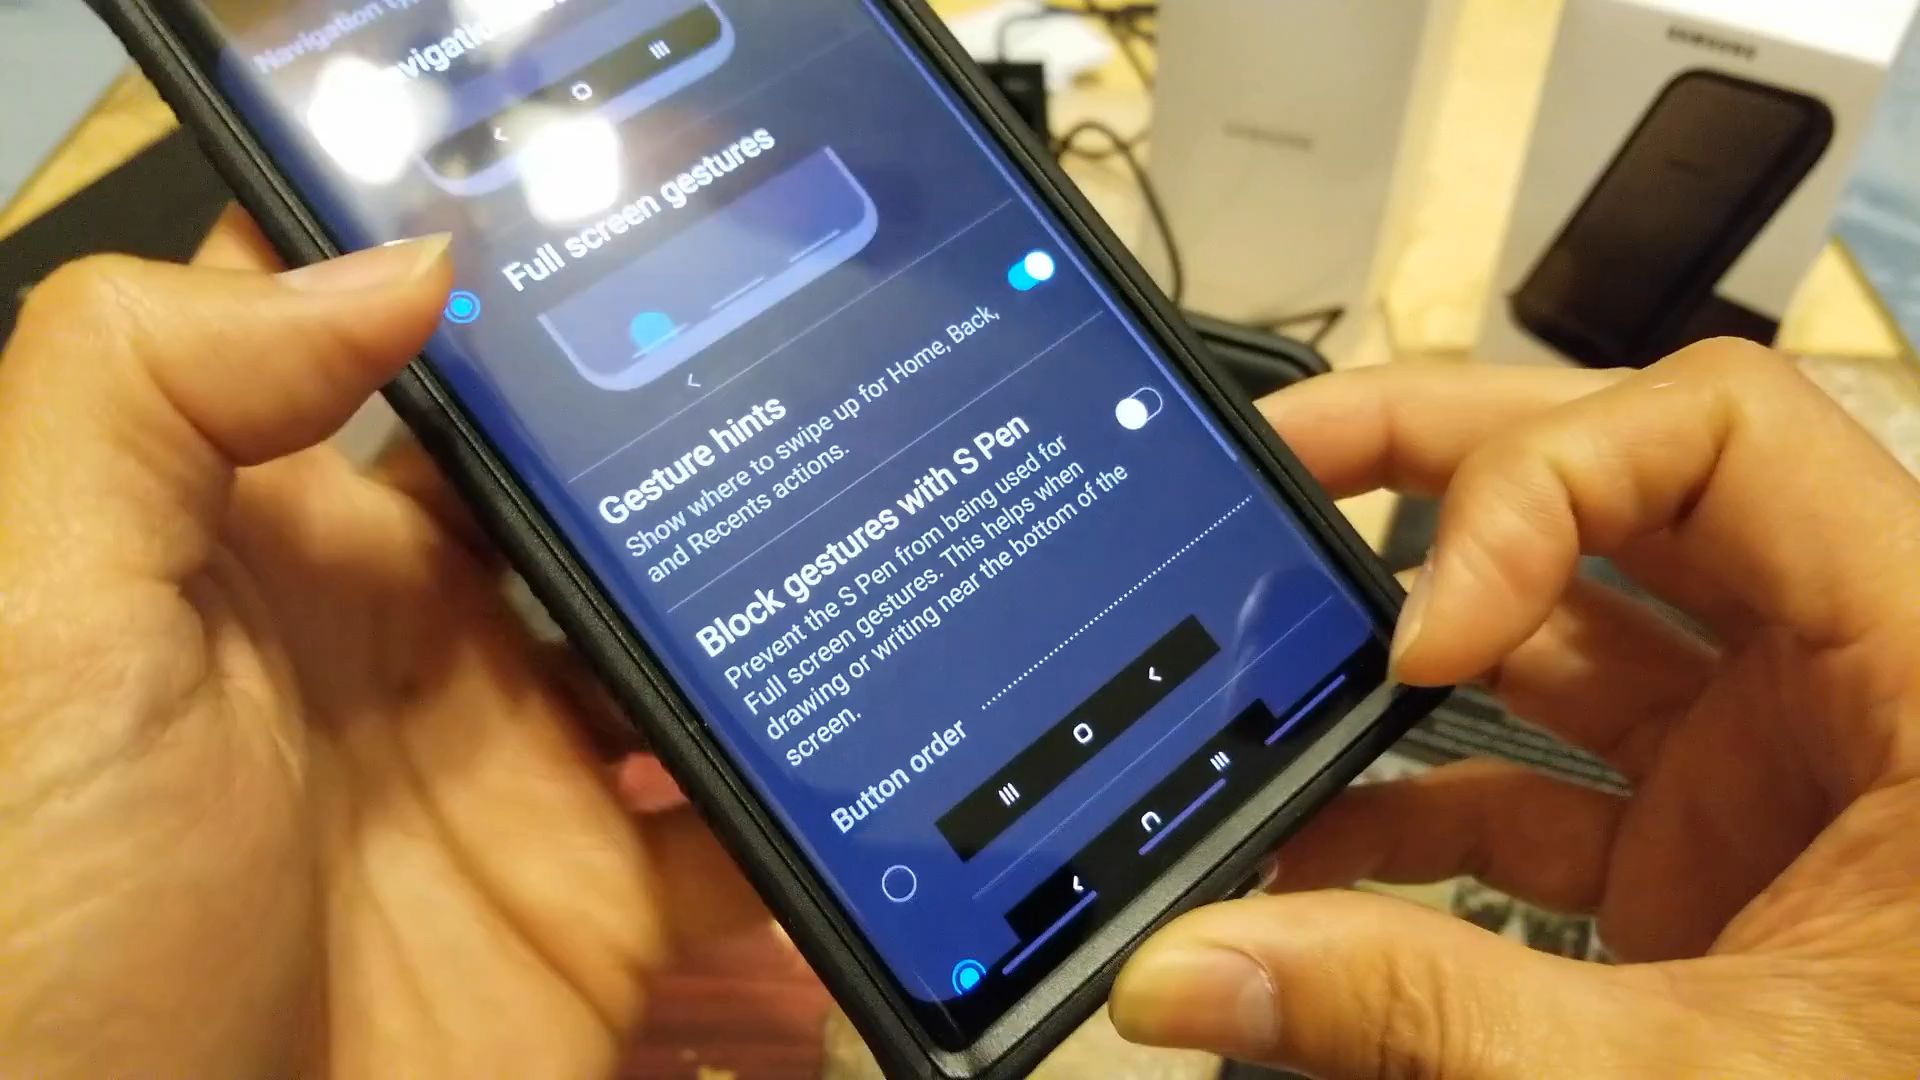 Navigation
Full screen gestures
Gesture hints
Show where to swipe up for Home, Back,
and Recents actions.
Block gestures with S Pen
Prevent the S Pen from being used for
Full screen gestures. This helps when
drawing or writing near the bottom of the
screen.
Button order
SAMSUNG